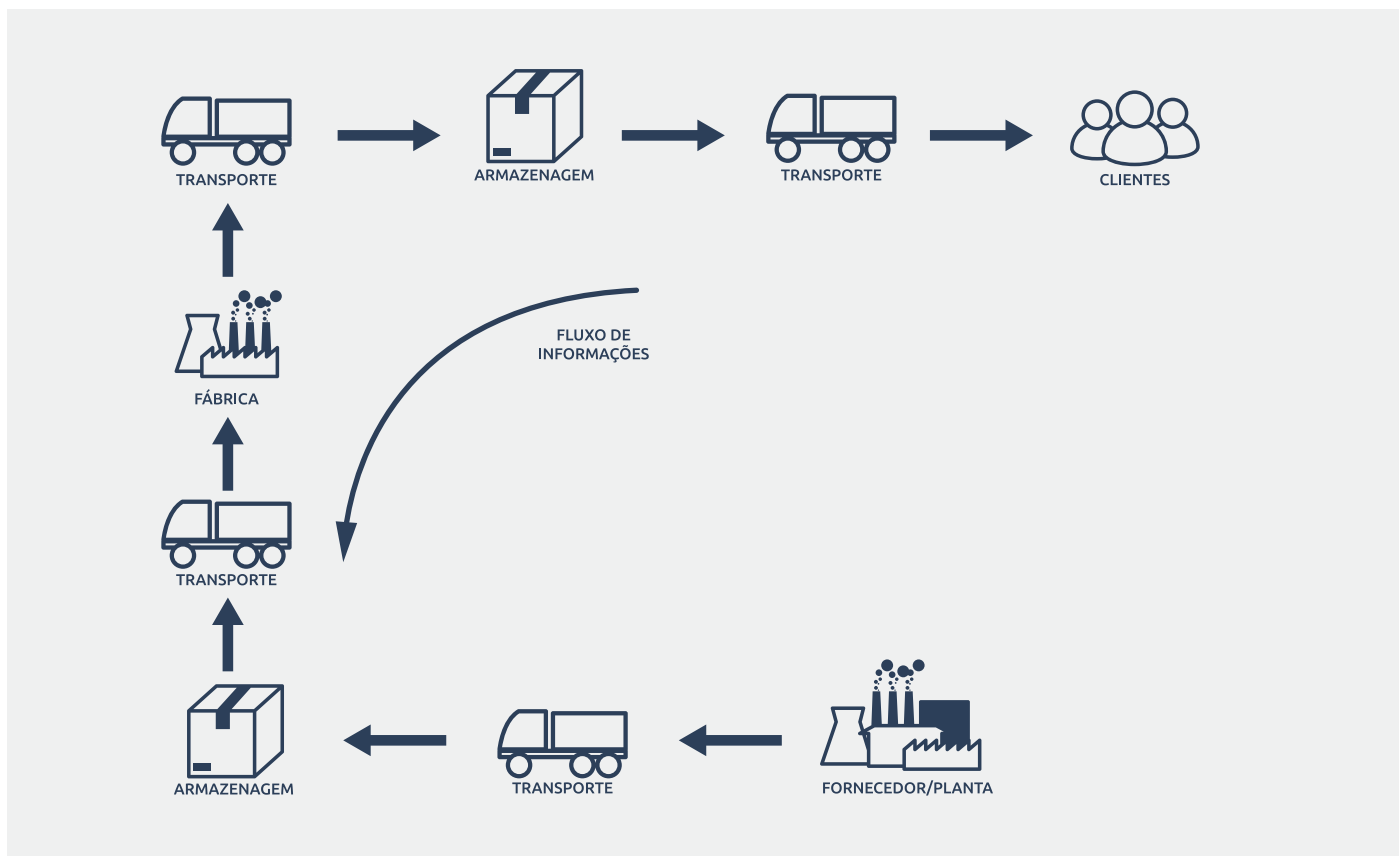 TRANSPORTE
ARMAZENAGEM
TRANSPORTE
CLIENTES
FLUXO DE
INFORMAÇÕES
FÁBRICA
TRANSPORTE
ARMAZENAGEM
TRANSPORTE
FORNECEDOR/PLANTA